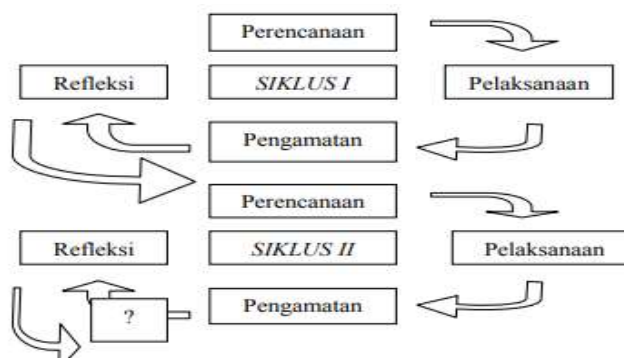 Perencanaan
Refleksi
SIKLUS I
Pelaksanaan
Pengamatan
Perencanaan
Refleksi
SIKLUS II
Pelaksanaan
Pengamatan
?